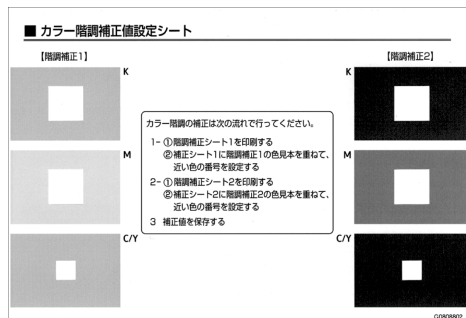 ■ カラー階調補正値設定シート
【階調補正1】
【階調補正2】
K
K
カラー階調の補正は次の流れで行ってください。
1- ①階調補正シート1を印刷する
②補正シート1に階調補正1の色見本を重ねて、
近い色の番号を設定する
2- ①階調補正シート2を印刷する
②補正シート2に階調補正2の色見本を重ねて、
近い色の番号を設定する
3 補正値を保存する
M
M
C/Y
C/Y
G0808802